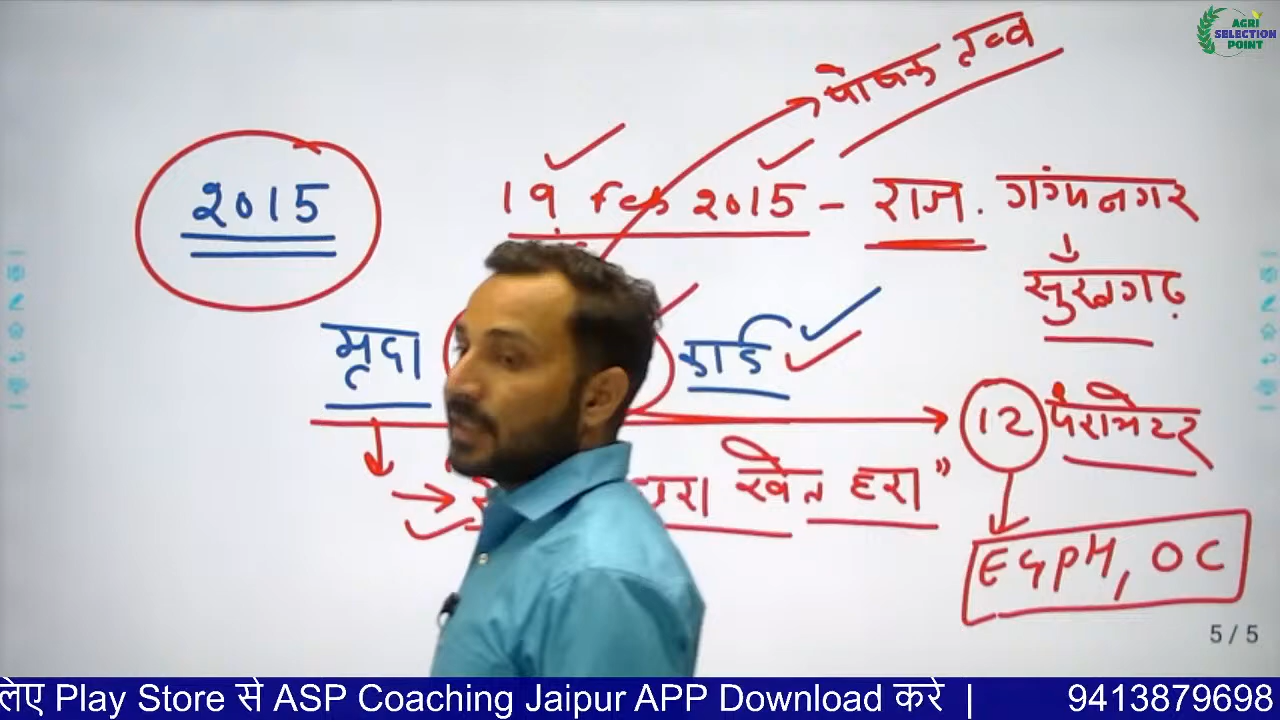 AGRI
SELECTION
POINT
पोषक तत्व
2015
19 Feb 2015 - राज. गंगानगर
सुरतगढ़
मृदा कार्ड
12 पैरामेटर
धरा खेत हरा”
EC, PH, OC
5 / 5
लिए Play Store से ASP Coaching Jaipur APP Download करे | 9413879698